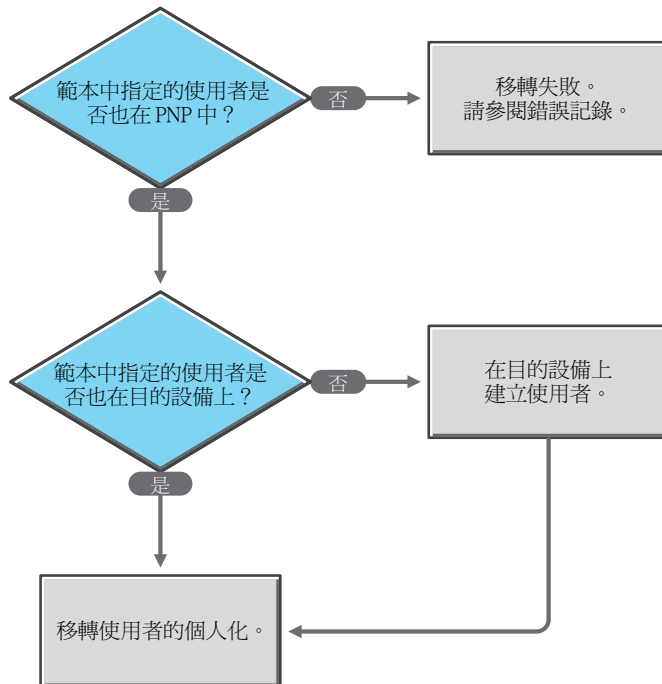 範本中指定的使用者是
否也在 PNP 中？
否
移轉失敗。
請參閱錯誤記錄。
是
範本中指定的使用者是
否也在目的設備上？
否
在目的設備上
建立使用者。
是
移轉使用者的個人化。